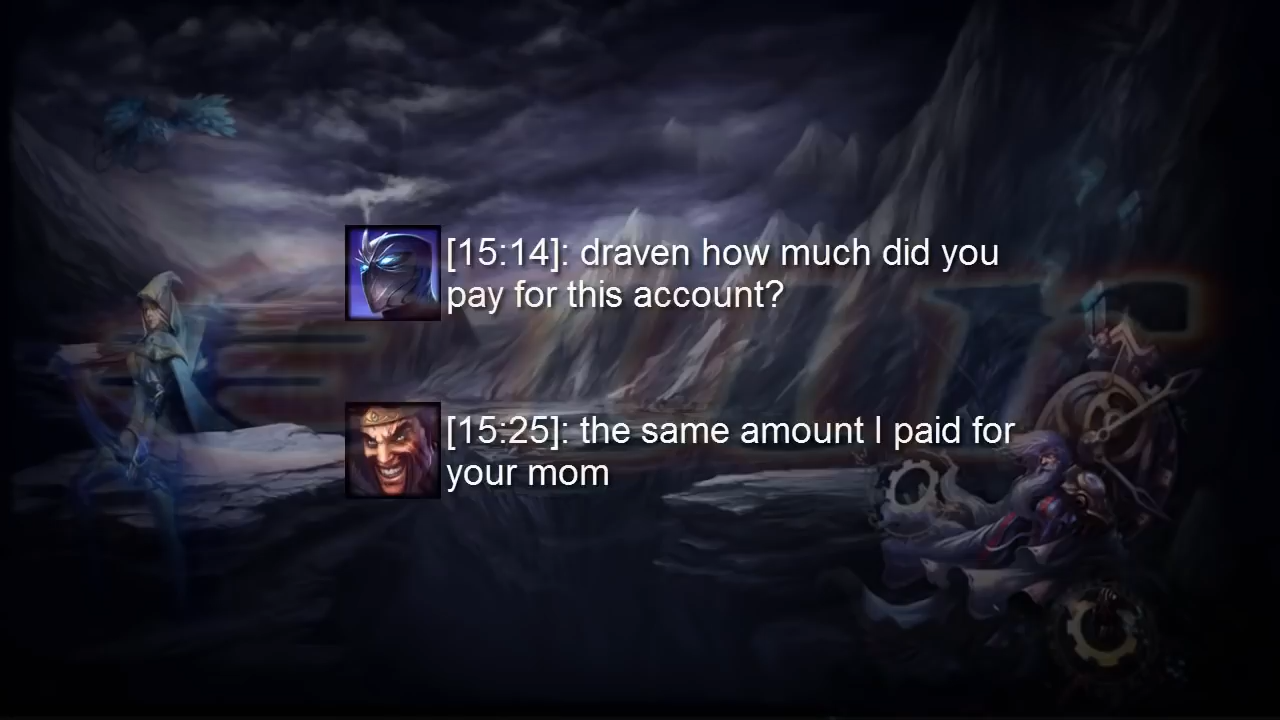 [15:14]: draven how much did you
pay for this account?
[15:25]: the same amount I paid for
your mom